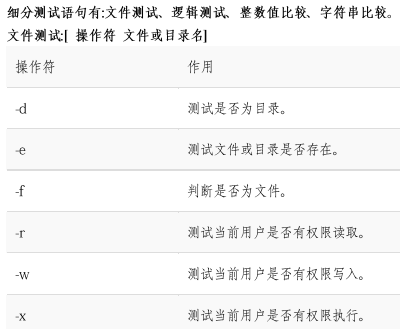 细分测试语句有:文件测试、逻辑测试、整数值比较、字符串比较。
文件测试:[ 操作符 文件或目录名]
操作符 作用
-d 测试是否为目录。
-e 测试文件或目录是否存在。
-f 判断是否为文件。
-r 测试当前用户是否有权限读取。
-w 测试当前用户是否有权限写入。
-x 测试当前用户是否有权限执行。